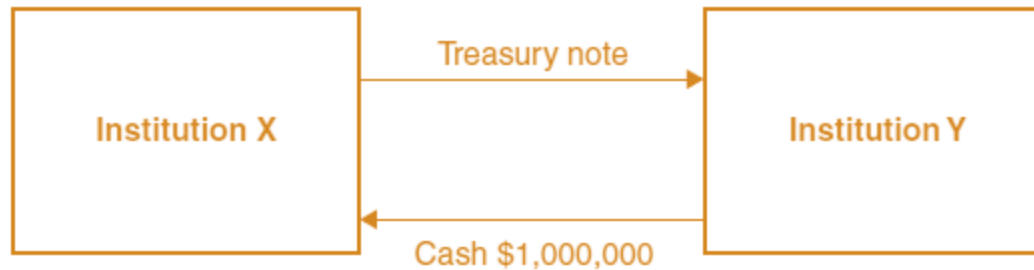 Treasury note
Institution X
Institution Y
Cash $1,000,000